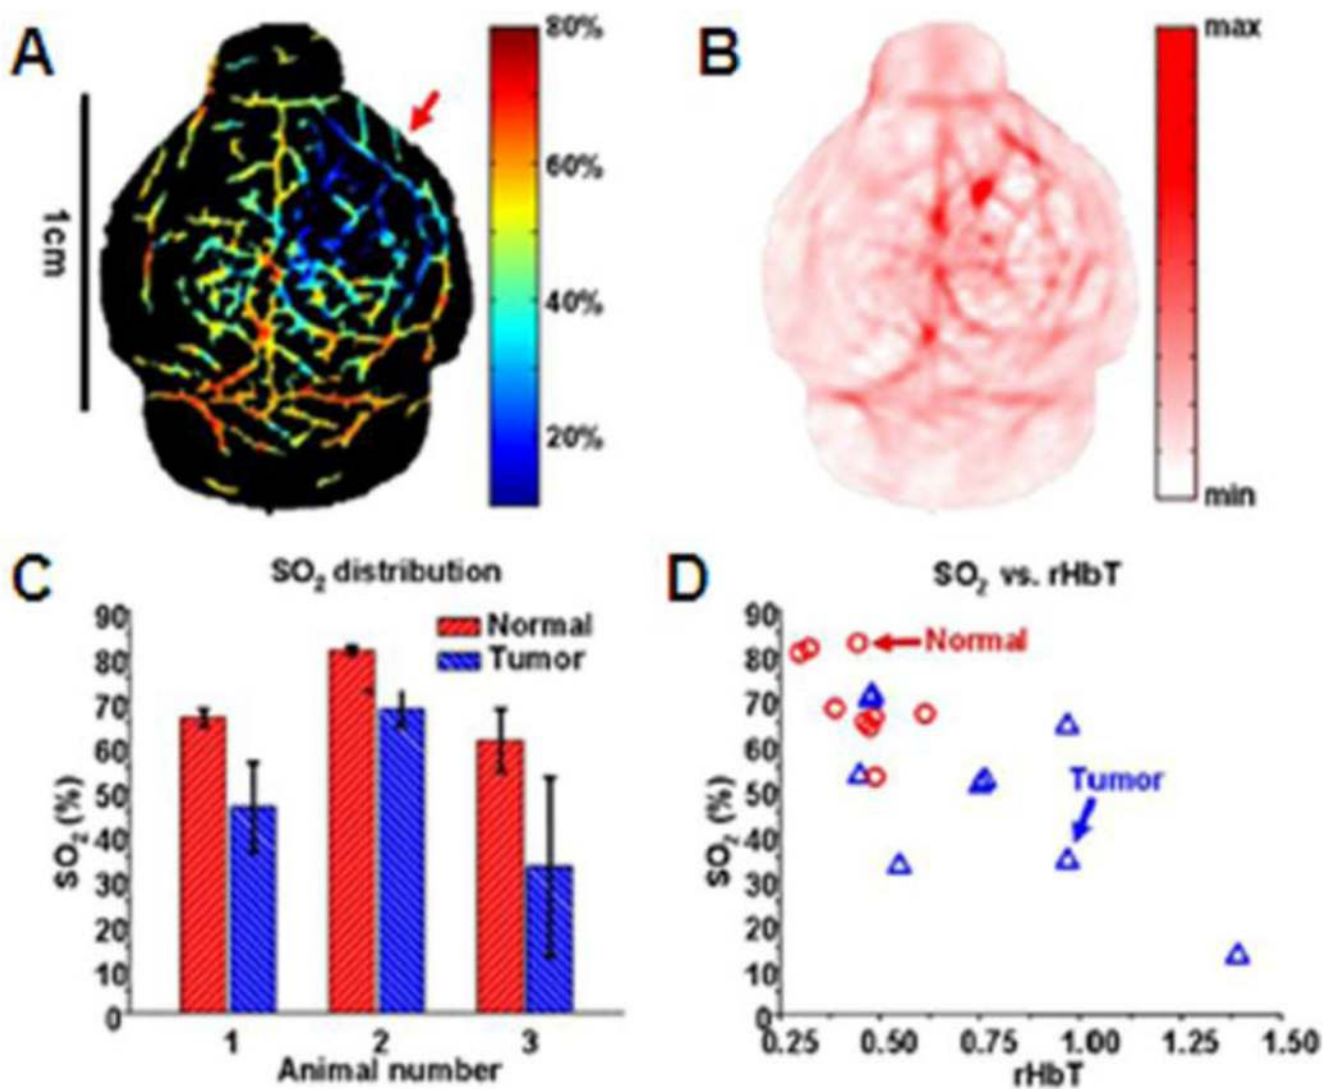 A
80%
60%
40%
20%
1cm
B
max
min
C
SO₂ distribution
Normal
Tumor
90
80
70
60
50
40
30
20
10
0
SO₂ (%)
1 2 3
Animal number
D
SO₂ vs. rHbT
Normal
Tumor
90
80
70
60
50
40
30
20
10
0
SO₂ (%)
0.25 0.50 0.75 1.00 1.25 1.50
rHbT